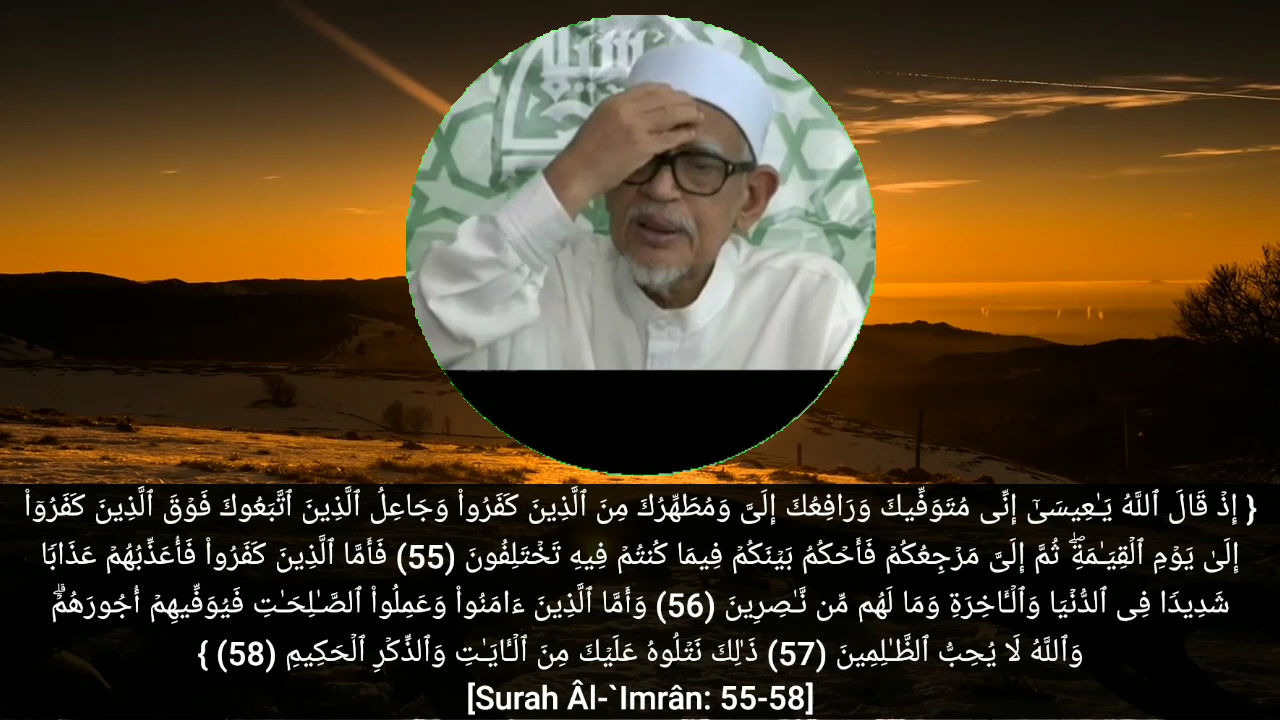 { إِذۡ قَالَ ٱللَّهُ يَـٰعِيسَىٰۤ إِنِّی مُتَوَفِّيكَ وَرَافِعُكَ إِلَیَّ وَمُطَهِّرُكَ مِنَ ٱلَّذِينَ كَفَرُوا۟ وَجَاعِلُ ٱلَّذِينَ ٱتَّبَعُوكَ فَوۡقَ ٱلَّذِينَ كَفَرُوۤا۟
إِلَىٰ يَوۡمِ ٱلۡقِيَـٰمَةِۖ ثُمَّ إِلَیَّ مَرۡجِعُكُمۡ فَأَحۡكُمُ بَيۡنَكُمۡ فِيمَا كُنتُمۡ فِيهِ تَخۡتَلِفُونَ (55) فَأَمَّا ٱلَّذِينَ كَفَرُوا۟ فَأُعَذِّبُهُمۡ عَذَابࣰا
شَدِيدࣰا فِی ٱلدُّنۡيَا وَٱلۡـَٔاخِرَةِ وَمَا لَهُم مِّن نَّـٰصِرِينَ (56) وَأَمَّا ٱلَّذِينَ ءَامَنُوا۟ وَعَمِلُوا۟ ٱلصَّـٰلِحَـٰتِ فَيُوَفِّيهِمۡ أُجُورَهُمۡۗ
وَٱللَّهُ لَا يُحِبُّ ٱلظَّـٰلِمِينَ (57) ذَ ٰلِكَ نَتۡلُوهُ عَلَيۡكَ مِنَ ٱلۡـَٔايَـٰتِ وَٱلذِّكۡرِ ٱلۡحَكِيمِ (58) }
[Surah Âl-`Imrân: 55-58]